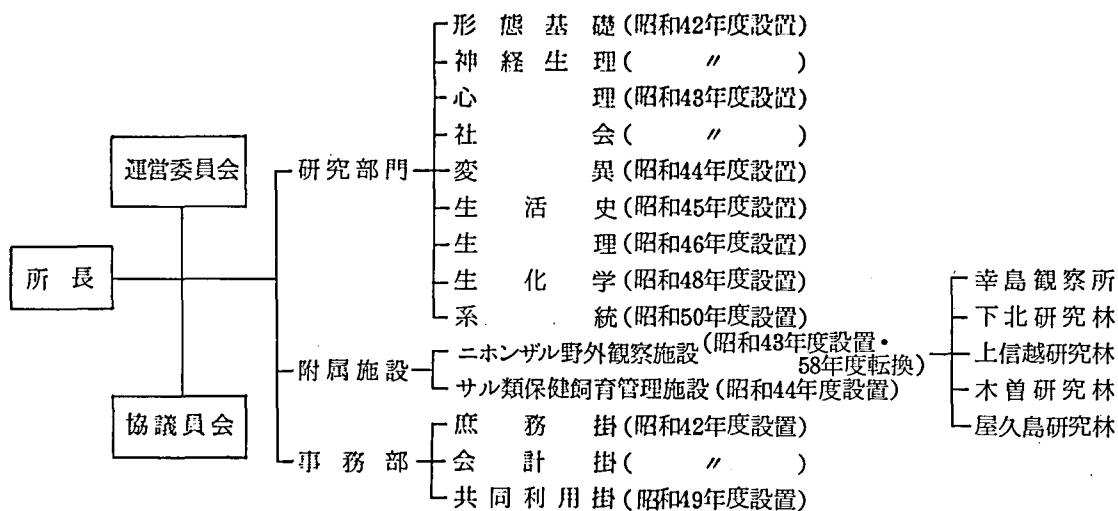 所長
運営委員会
協議員会
研究部門
形態基礎(昭和42年度設置)
神経生理(〃)
心理(昭和43年度設置)
社会(〃)
変異(昭和44年度設置)
生活史(昭和45年度設置)
生理(昭和46年度設置)
生化学(昭和48年度設置)
系統(昭和50年度設置)
附属施設
ニホンザル野外観察施設(昭和43年度設置・
58年度転換)
サル類保健飼育管理施設(昭和44年度設置)
幸島観察所
下北研究林
上信越研究林
木曽研究林
屋久島研究林
事務部
庶務掛(昭和42年度設置)
会計掛(〃)
共同利用掛(昭和49年度設置)